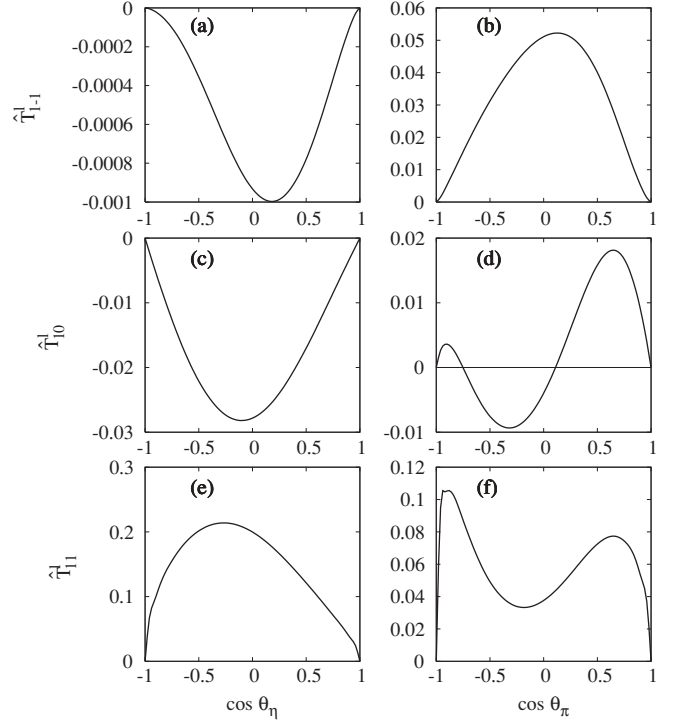 0
-0.0002
-0.0004
-0.0006
-0.0008
-0.001
T̂^l_{1-1}
(a)
-1 -0.5 0 0.5 1
0.06
0.05
0.04
0.03
0.02
0.01
0
(b)
-1 -0.5 0 0.5 1
0
-0.01
-0.02
-0.03
T̂^l_{10}
(c)
-1 -0.5 0 0.5 1
0.02
0.01
0
-0.01
(d)
-1 -0.5 0 0.5 1
0.3
0.2
0.1
0
T̂^l_{11}
(e)
-1 -0.5 0 0.5 1
cos θ_η
0.12
0.1
0.08
0.06
0.04
0.02
0
(f)
-1 -0.5 0 0.5 1
cos θ_π